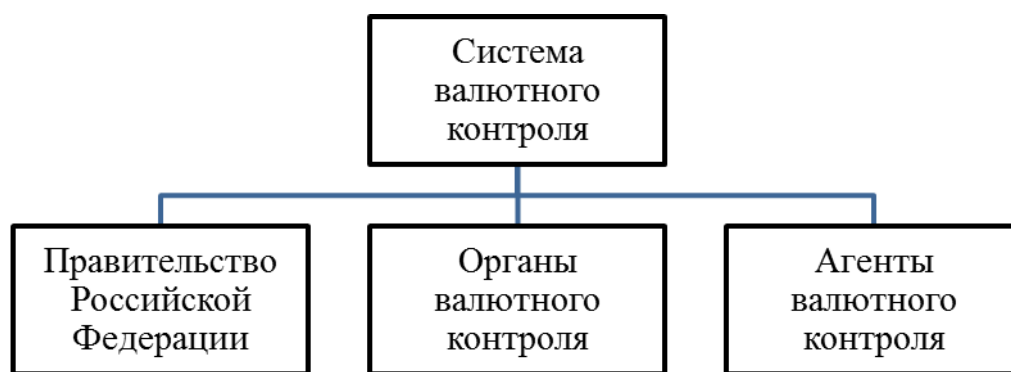 Система
валютного
контроля
Правительство
Российской
Федерации
Органы
валютного
контроля
Агенты
валютного
контроля